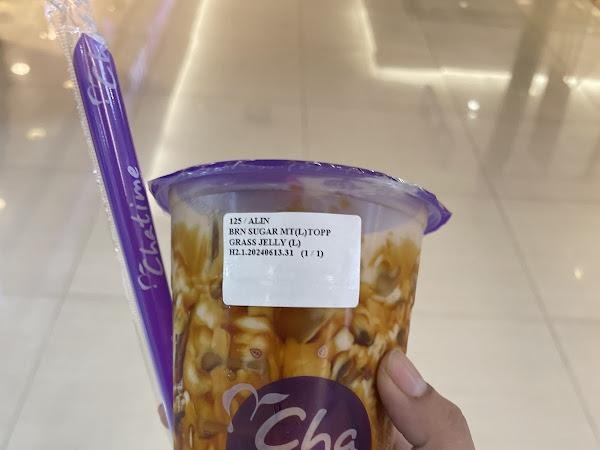 Chatime
125 / ALIN
BRN SUGAR MT(L)TOPP
GRASS JELLY (L)
H2.1.20240613.31 (1 / 1)
Cha